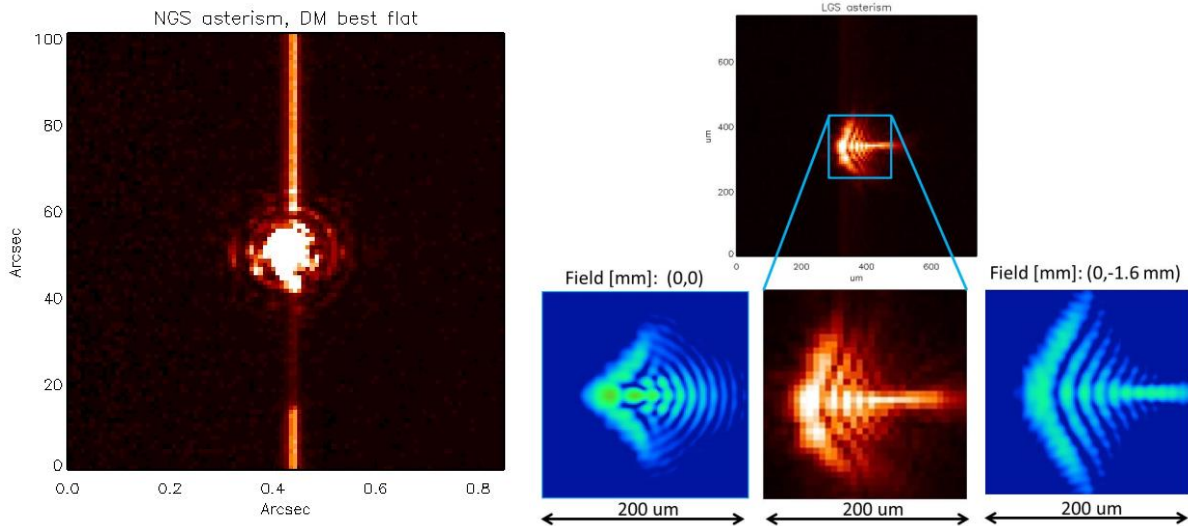 NGS asterism, DM best flat
100
80
60
40
20
0
Arcsec
0.0 0.2 0.4 0.6 0.8
Arcsec
LGS asterism
600
400
200
0
um
0 200 400 600
um
Field [mm]: (0,0)
Field [mm]: (0,-1.6 mm)
200 um
200 um
200 um